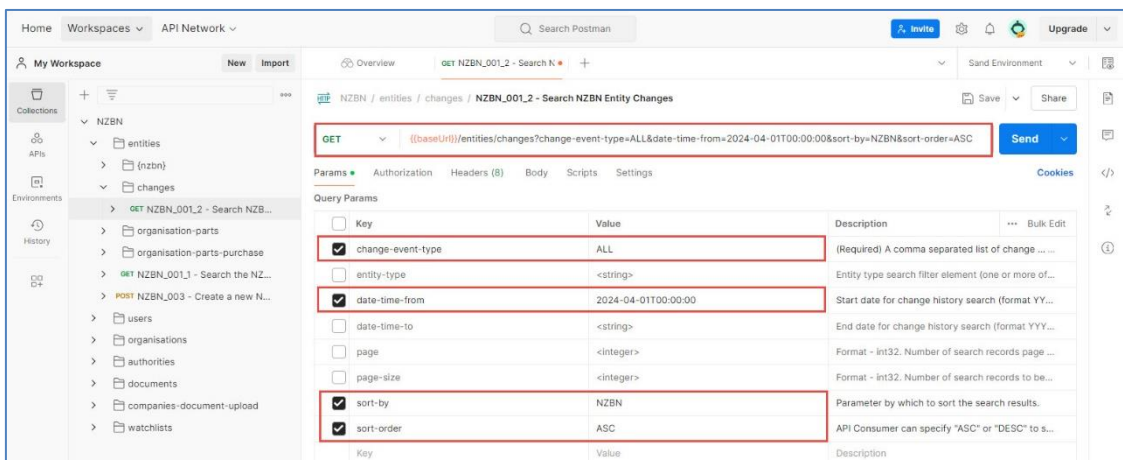 Home Workspaces API Network Search Postman Invite Upgrade
My Workspace New Import Overview GET NZBN_001_2 - Search N + Sand Environment
Collections
APIs
Environments
History
NZBN
entities
{nzbn}
changes
GET NZBN_001_2 - Search NZB...
organisation-parts
organisation-parts-purchase
GET NZBN_001_1 - Search the NZ...
POST NZBN_003 - Create a new N...
users
organisations
authorities
documents
companies-document-upload
watchlists
HTTP NZBN / entities / changes / NZBN_001_2 - Search NZBN Entity Changes Save Share
GET {{baseUrl}}/entities/changes?change-event-type=ALL&date-time-from=2024-04-01T00:00:00&sort-by=NZBN&sort-order=ASC Send
Params Authorization Headers (8) Body Scripts Settings Cookies
Query Params
Key Value Description ... Bulk Edit
change-event-type ALL (Required) A comma separated list of change ... ...
entity-type <string> Entity type search filter element (one or more of...
date-time-from 2024-04-01T00:00:00 Start date for change history search (format YY...
date-time-to <string> End date for change history search (format YYY...
page <integer> Format - int32. Number of search records page ...
page-size <integer> Format - int32. Number of search records to be...
sort-by NZBN Parameter by which to sort the search results.
sort-order ASC API Consumer can specify "ASC" or "DESC" to s...
Key Value Description